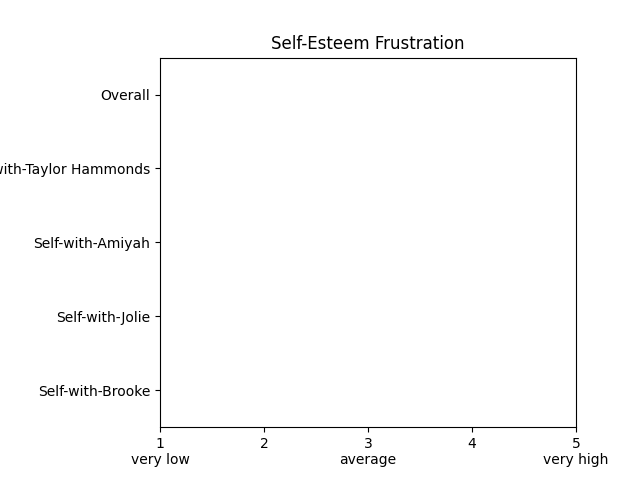 Self-Esteem Frustration
Overall
with-Taylor Hammonds
Self-with-Amiyah
Self-with-Jolie
Self-with-Brooke
1 2 3 4 5
very low average very high